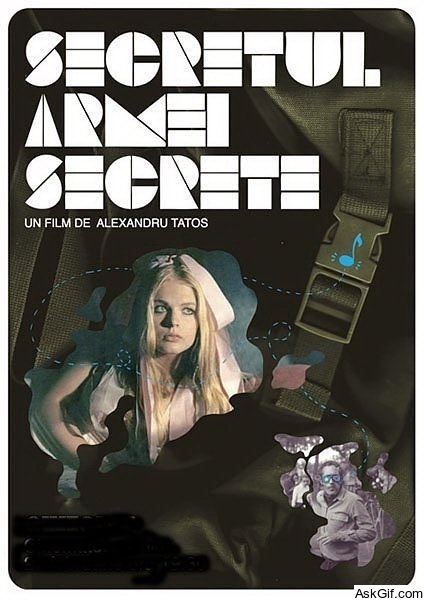 SECRETUL
ARMEI
SECRETE
UN FILM DE ALEXANDRU TATOS
AskGif.com